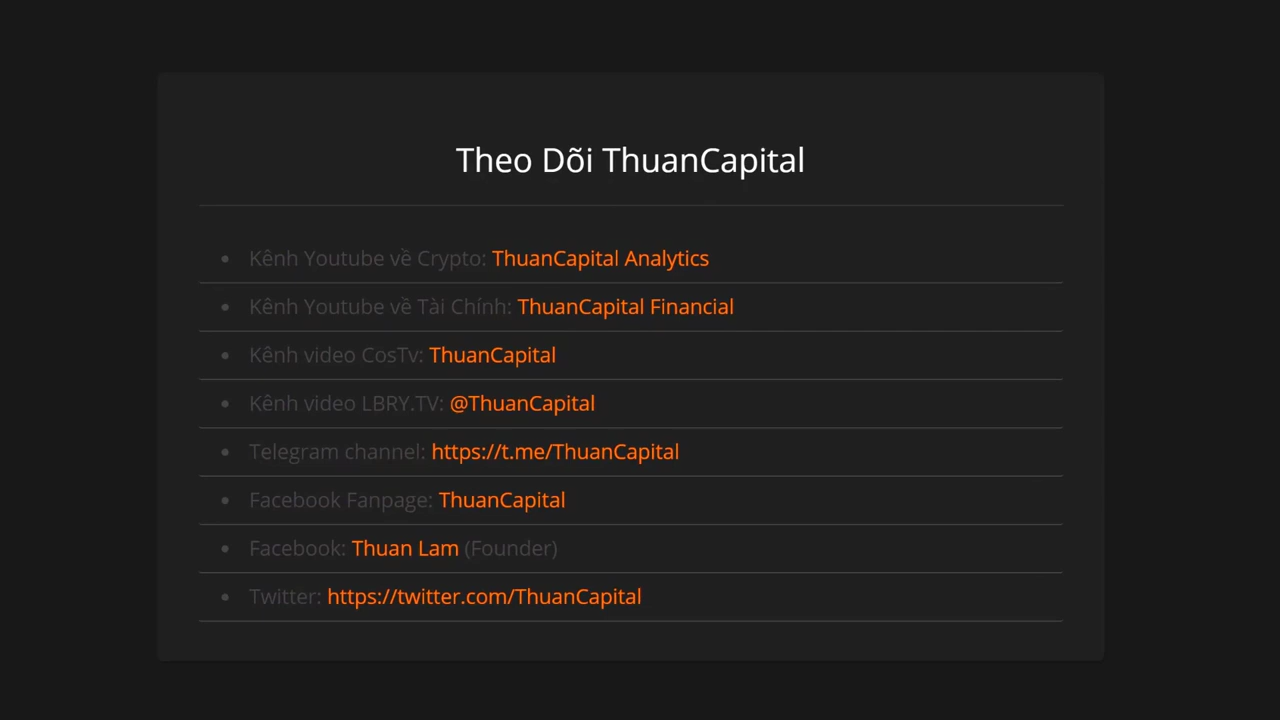 Theo Dõi ThuanCapital
Kênh Youtube về Crypto: ThuanCapital Analytics
Kênh Youtube về Tài Chính: ThuanCapital Financial
Kênh video CosTv: ThuanCapital
Kênh video LBRY.TV: @ThuanCapital
Telegram channel: https://t.me/ThuanCapital
Facebook Fanpage: ThuanCapital
Facebook: Thuan Lam (Founder)
Twitter: https://twitter.com/ThuanCapital